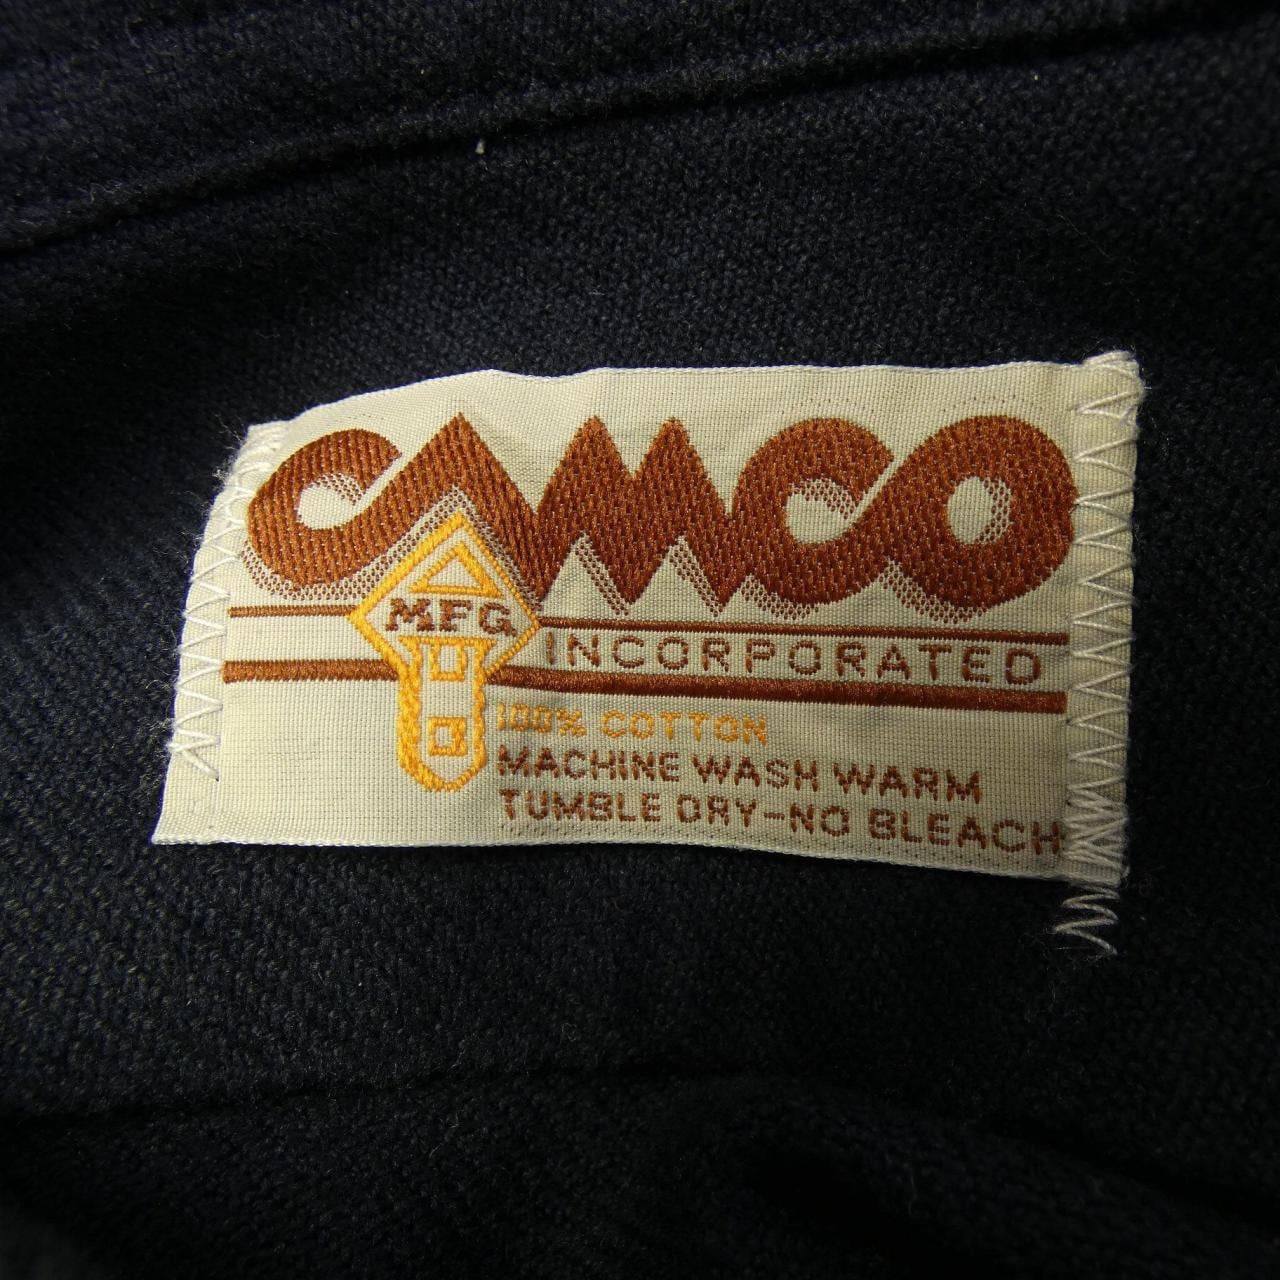 CAMCO
MFG.
INCORPORATED
100% COTTON
MACHINE WASH WARM
TUMBLE DRY-NO BLEACH